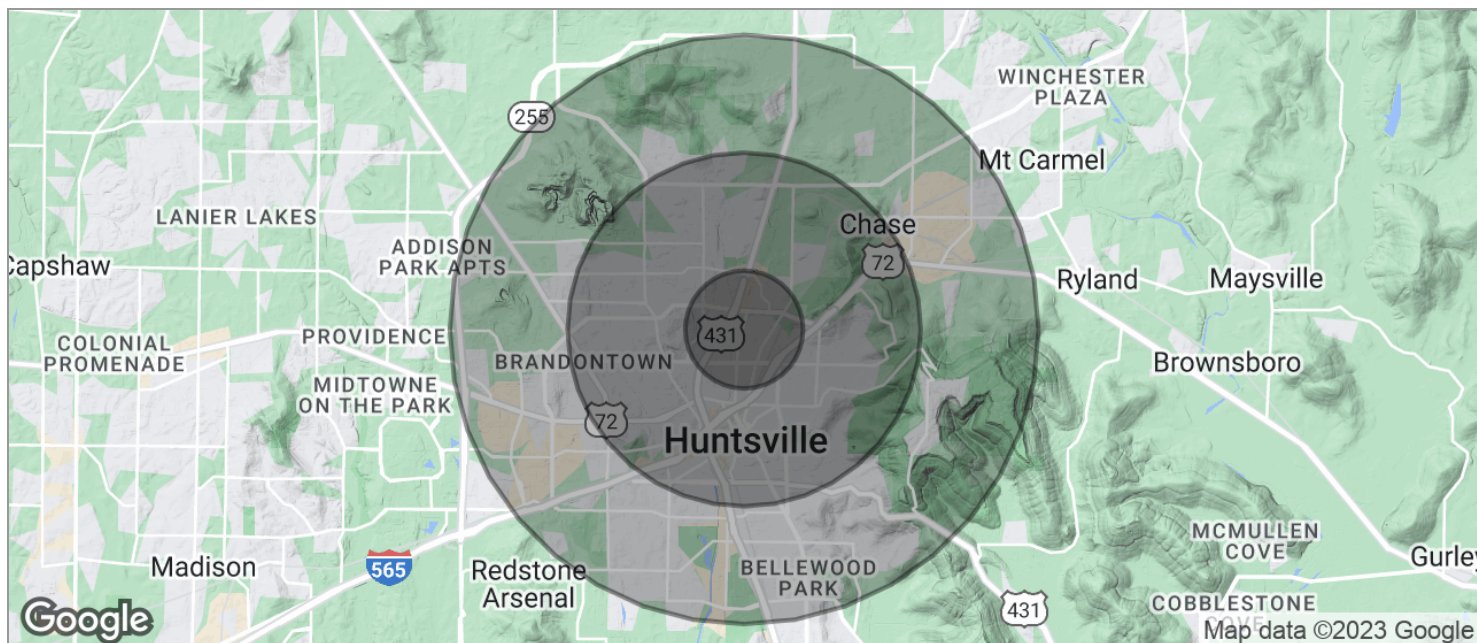 WINCHESTER
PLAZA
255
Mt Carmel
LANIER LAKES
Chase
ADDISON
PARK APTS
Capshaw
72
Ryland
Maysville
431
PROVIDENCE
COLONIAL
PROMENADE
BRANDONTOWN
Brownsboro
MIDTOWNE
ON THE PARK
72
Huntsville
MCMULLEN
COVE
Madison
565
Redstone
Arsenal
BELLEWOOD
PARK
Gurley
431
COBBLESTONE
COVE
Google
Map data ©2023 Google